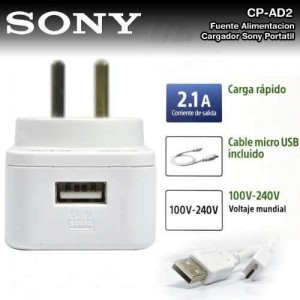 SONY
CP-AD2
Fuente Alimentacion
Cargador Sony Portatil
2.1 A
Corriente de salida
Carga rápido
Cable micro USB
incluido
100V-240V
100V-240V
Voltaje mundial